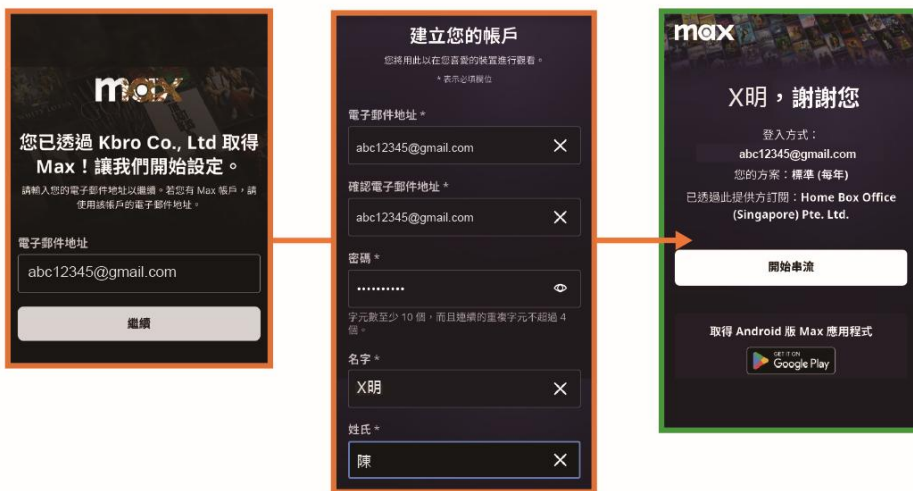 max
您已透過 Kbro Co., Ltd 取得
Max！讓我們開始設定。
請輸入您的電子郵件地址以繼續。若您有 Max 帳戶，請
使用該帳戶的電子郵件地址。
電子郵件地址
abc12345@gmail.com
繼續
建立您的帳戶
您將用此以在您喜愛的裝置進行觀看。
* 表示必填欄位
電子郵件地址 *
abc12345@gmail.com
確認電子郵件地址 *
abc12345@gmail.com
密碼 *
••••••••••
字元數至少 10 個，而且連續的重複字元不超過 4
個。
名字 *
X明
姓氏 *
陳
max
X明，謝謝您
登入方式：
abc12345@gmail.com
您的方案：標準 (每年)
已透過此提供方訂閱：Home Box Office
(Singapore) Pte. Ltd.
開始串流
取得 Android 版 Max 應用程式
GET IT ON
Google Play